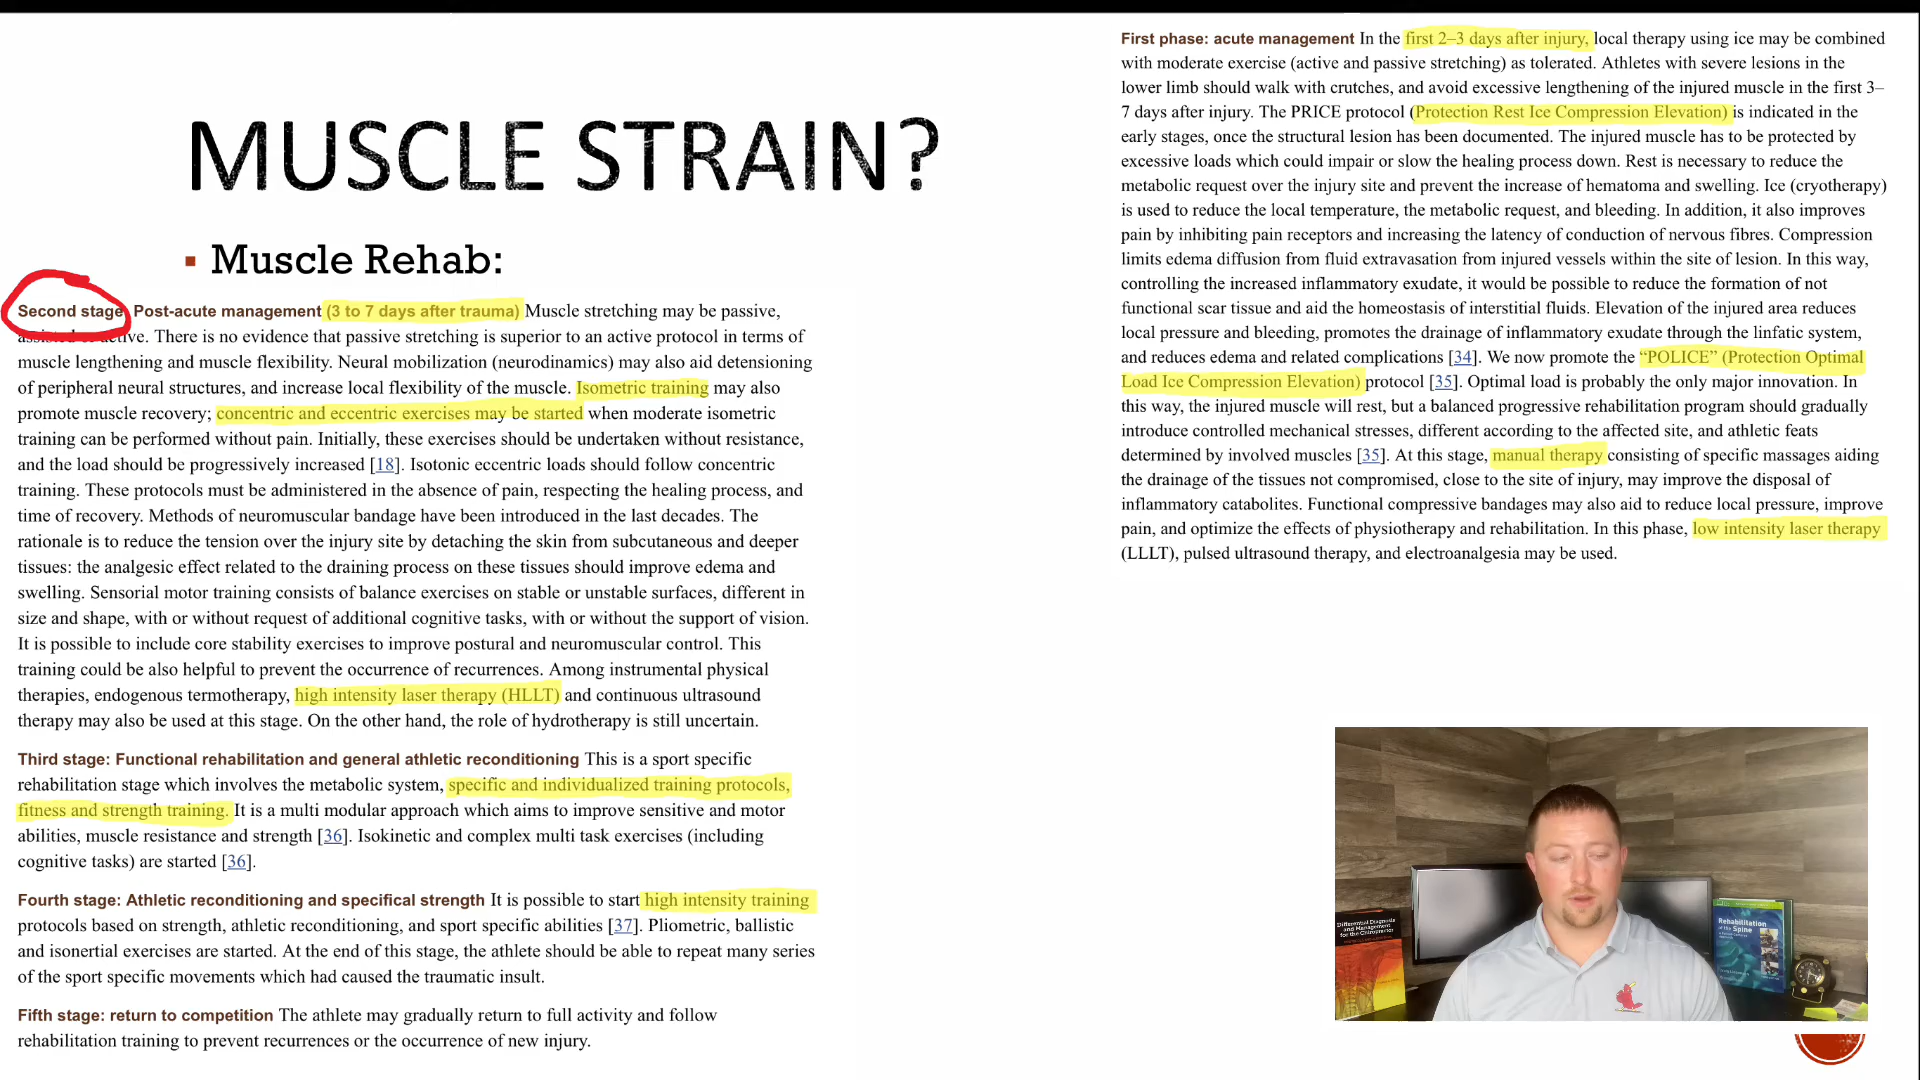 MUSCLE STRAIN?
▪ Muscle Rehab:
Second stage: Post-acute management (3 to 7 days after trauma) Muscle stretching may be passive,
assisted or active. There is no evidence that passive stretching is superior to an active protocol in terms of
muscle lengthening and muscle flexibility. Neural mobilization (neurodinamics) may also aid detensioning
of peripheral neural structures, and increase local flexibility of the muscle. Isometric training may also
promote muscle recovery; concentric and eccentric exercises may be started when moderate isometric
training can be performed without pain. Initially, these exercises should be undertaken without resistance,
and the load should be progressively increased [18]. Isotonic eccentric loads should follow concentric
training. These protocols must be administered in the absence of pain, respecting the healing process, and
time of recovery. Methods of neuromuscular bandage have been introduced in the last decades. The
rationale is to reduce the tension over the injury site by detaching the skin from subcutaneous and deeper
tissues: the analgesic effect related to the draining process on these tissues should improve edema and
swelling. Sensorial motor training consists of balance exercises on stable or unstable surfaces, different in
size and shape, with or without request of additional cognitive tasks, with or without the support of vision.
It is possible to include core stability exercises to improve postural and neuromuscular control. This
training could be also helpful to prevent the occurrence of recurrences. Among instrumental physical
therapies, endogenous termotherapy, high intensity laser therapy (HLLT) and continuous ultrasound
therapy may also be used at this stage. On the other hand, the role of hydrotherapy is still uncertain.
Third stage: Functional rehabilitation and general athletic reconditioning This is a sport specific
rehabilitation stage which involves the metabolic system, specific and individualized training protocols,
fitness and strength training. It is a multi modular approach which aims to improve sensitive and motor
abilities, muscle resistance and strength [36]. Isokinetic and complex multi task exercises (including
cognitive tasks) are started [36].
Fourth stage: Athletic reconditioning and specifical strength It is possible to start high intensity training
protocols based on strength, athletic reconditioning, and sport specific abilities [37]. Pliometric, ballistic
and isonertial exercises are started. At the end of this stage, the athlete should be able to repeat many series
of the sport specific movements which had caused the traumatic insult.
Fifth stage: return to competition The athlete may gradually return to full activity and follow
rehabilitation training to prevent recurrences or the occurrence of new injury.
First phase: acute management In the first 2–3 days after injury, local therapy using ice may be combined
with moderate exercise (active and passive stretching) as tolerated. Athletes with severe lesions in the
lower limb should walk with crutches, and avoid excessive lengthening of the injured muscle in the first 3–
7 days after injury. The PRICE protocol (Protection Rest Ice Compression Elevation) is indicated in the
early stages, once the structural lesion has been documented. The injured muscle has to be protected by
excessive loads which could impair or slow the healing process down. Rest is necessary to reduce the
metabolic request over the injury site and prevent the increase of hematoma and swelling. Ice (cryotherapy)
is used to reduce the local temperature, the metabolic request, and bleeding. In addition, it also improves
pain by inhibiting pain receptors and increasing the latency of conduction of nervous fibres. Compression
limits edema diffusion from fluid extravasation from injured vessels within the site of lesion. In this way,
controlling the increased inflammatory exudate, it would be possible to reduce the formation of not
functional scar tissue and aid the homeostasis of interstitial fluids. Elevation of the injured area reduces
local pressure and bleeding, promotes the drainage of inflammatory exudate through the linfatic system,
and reduces edema and related complications [34]. We now promote the “POLICE” (Protection Optimal
Load Ice Compression Elevation) protocol [35]. Optimal load is probably the only major innovation. In
this way, the injured muscle will rest, but a balanced progressive rehabilitation program should gradually
introduce controlled mechanical stresses, different according to the affected site, and athletic feats
determined by involved muscles [35]. At this stage, manual therapy consisting of specific massages aiding
the drainage of the tissues not compromised, close to the site of injury, may improve the disposal of
inflammatory catabolites. Functional compressive bandages may also aid to reduce local pressure, improve
pain, and optimize the effects of physiotherapy and rehabilitation. In this phase, low intensity laser therapy
(LLLT), pulsed ultrasound therapy, and electroanalgesia may be used.
Differential Diagnosis
and Management
for the Chiropractor
Rehabilitation
of the Spine